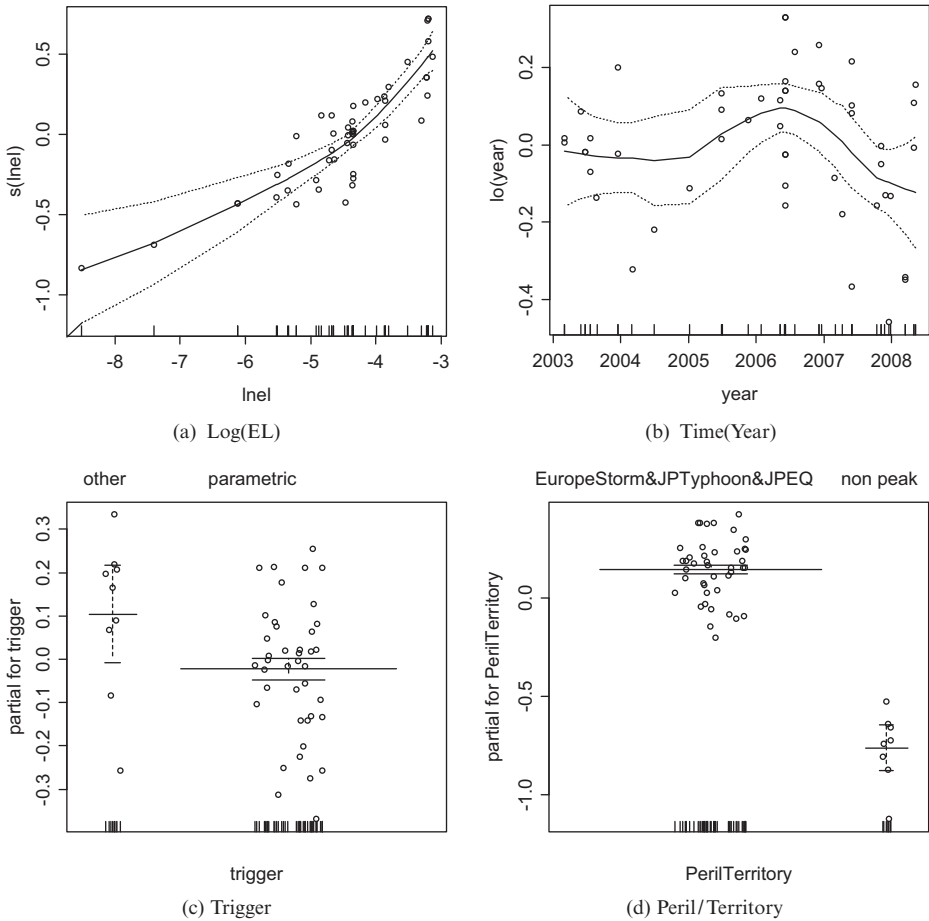 s(lnel)
0.5
0.0
-0.5
-1.0
-8 -7 -6 -5 -4 -3
lnel
(a) Log(EL)
lo(year)
0.2
0.0
-0.2
-0.4
2003 2004 2005 2006 2007 2008
year
(b) Time(Year)
other parametric
partial for trigger
0.3
0.2
0.1
0.0
-0.1
-0.2
-0.3
trigger
(c) Trigger
EuropeStorm&JPTyphoon&JPEQ non peak
partial for PerilTerritory
0.0
-0.5
-1.0
PerilTerritory
(d) Peril/Territory